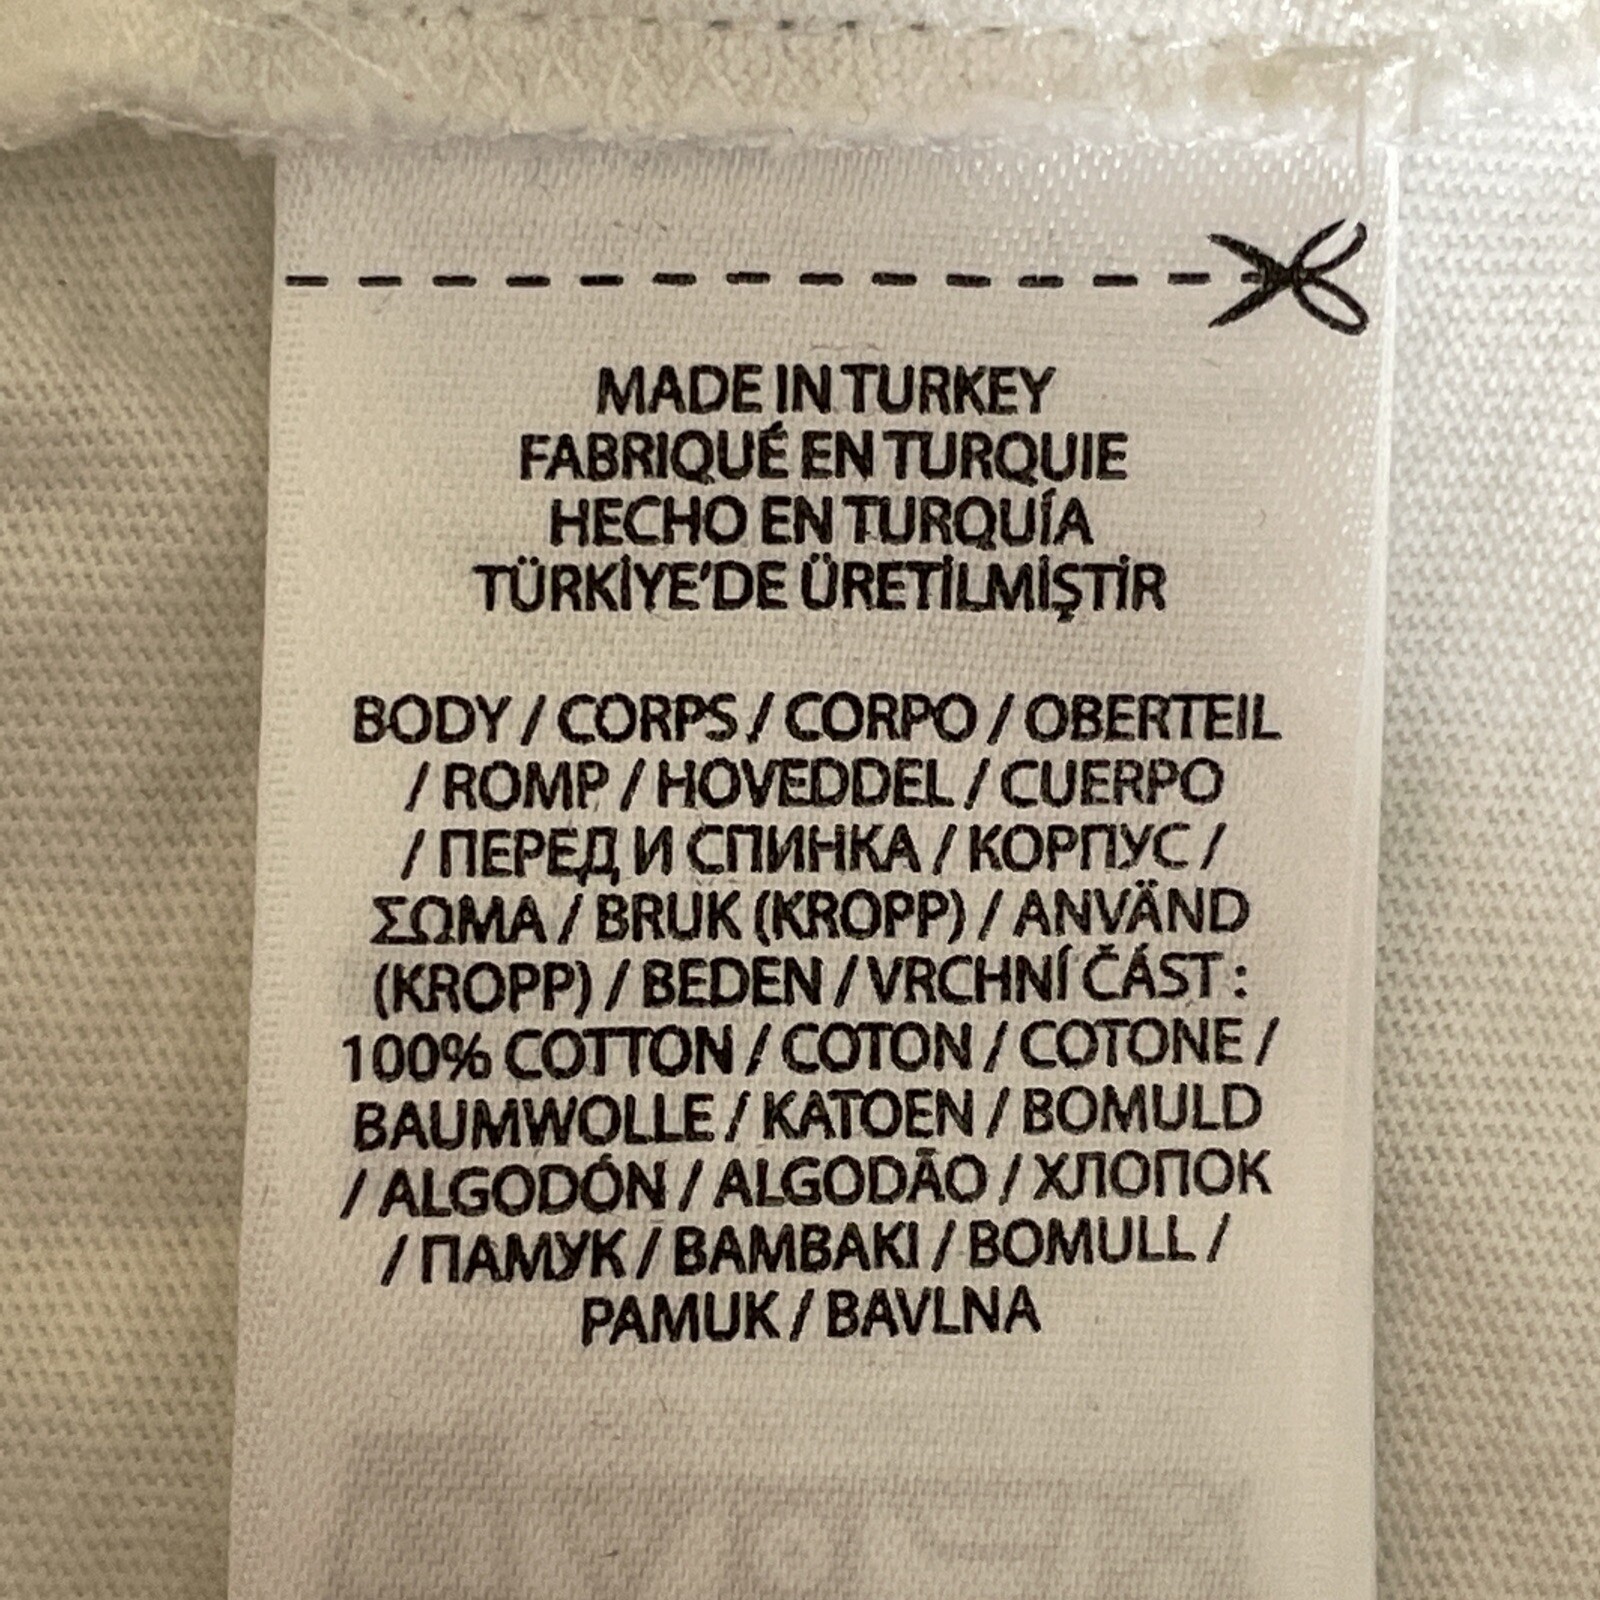 MADE IN TURKEY
FABRIQUÉ EN TURQUIE
HECHO EN TURQUÍA
TÜRKİYE'DE ÜRETİLMİŞTİR
BODY / CORPS / CORPO / OBERTEIL
/ ROMP / HOVEDDEL / CUERPO
/ ПЕРЕД И СПИНКА / КОРПУС /
ΣΩΜΑ / BRUK (KROPP) / ANVÄND
(KROPP) / BEDEN / VRCHNÍ ČÁST :
100% COTTON / COTON / COTONE /
BAUMWOLLE / KATOEN / BOMULD
/ ALGODÓN / ALGODÃO / ХЛОПОК
/ ПАМУК / BAMBAKI / BOMULL /
PAMUK / BAVLNA